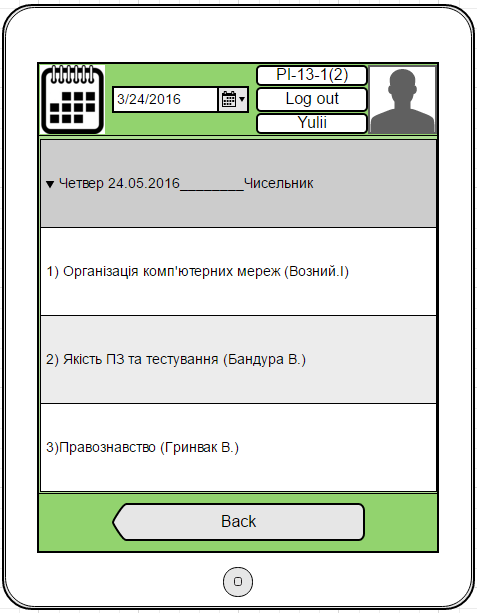 3/24/2016
PI-13-1(2)
Log out
Yulii
Четвер 24.05.2016________Чисельник
1) Організація комп'ютерних мереж (Возний.І)
2) Якість ПЗ та тестування (Бандура В.)
3)Правознавство (Гринвак В.)
Back